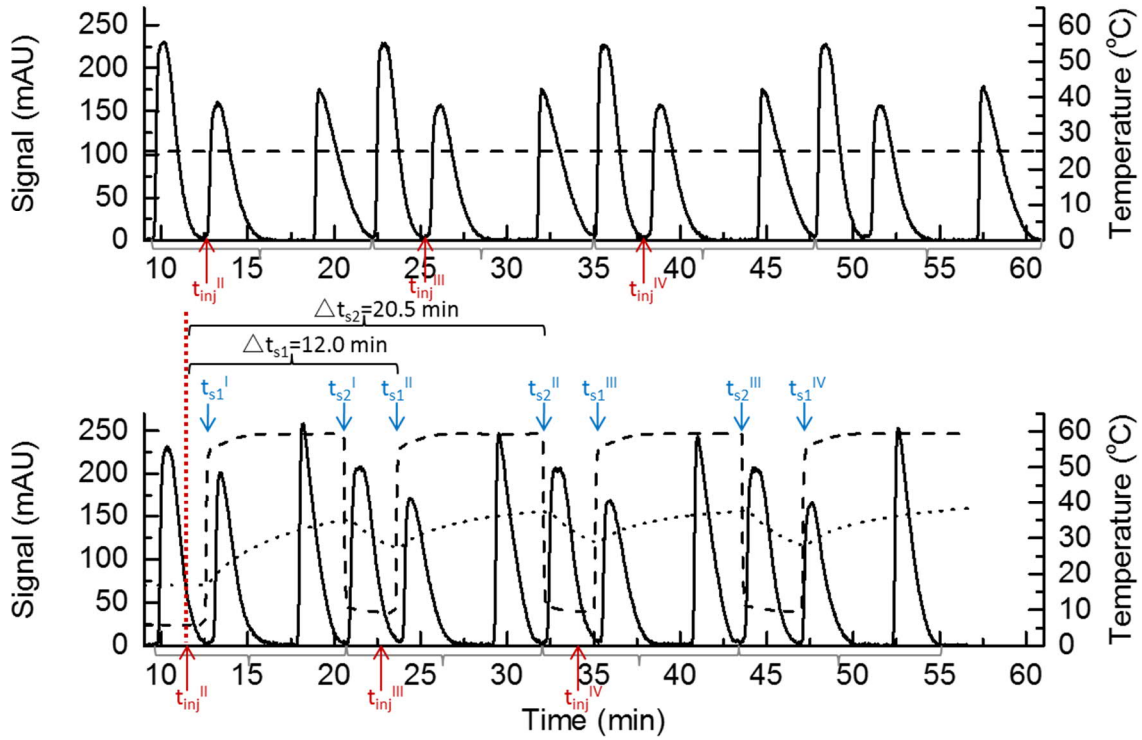 Signal (mAU)
250
200
150
100
50
0
60
50
40
30
20
10
0
Temperature (°C)
10 15 20 25 30 35 40 45 50 55 60
t_inj^II t_inj^III t_inj^IV
△t_s2=20.5 min
△t_s1=12.0 min
t_s1^I t_s2^I t_s1^II t_s2^II t_s1^III t_s2^III t_s1^IV
Signal (mAU)
250
200
150
100
50
0
60
50
40
30
20
10
0
Temperature (°C)
10 15 20 25 30 35 40 45 50 55 60
t_inj^II t_inj^III t_inj^IV
Time (min)